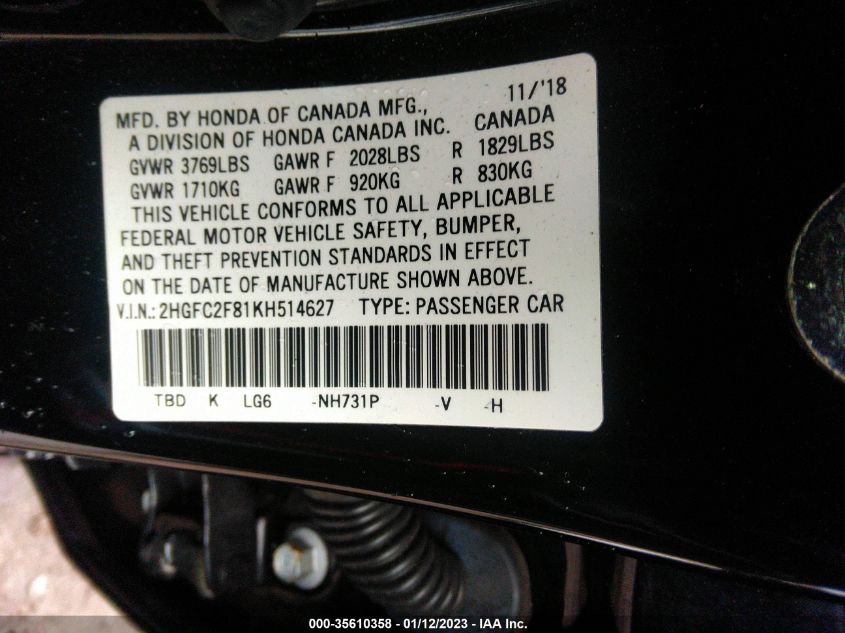 MFD. BY HONDA OF CANADA MFG., 11/'18
A DIVISION OF HONDA CANADA INC. CANADA
GVWR 3769LBS GAWR F 2028LBS R 1829LBS
GVWR 1710KG GAWR F 920KG R 830KG
THIS VEHICLE CONFORMS TO ALL APPLICABLE
FEDERAL MOTOR VEHICLE SAFETY, BUMPER,
AND THEFT PREVENTION STANDARDS IN EFFECT
ON THE DATE OF MANUFACTURE SHOWN ABOVE.
V.I.N.: 2HGFC2F81KH514627 TYPE: PASSENGER CAR
TBD K LG6 -NH731P -V -H
000-35610358 - 01/12/2023 - IAA Inc.